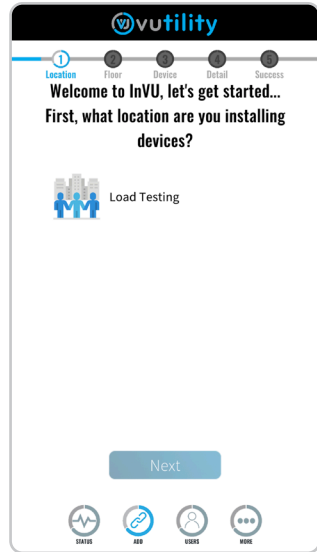 vutility
1 2 3 4 5
Location Floor Device Detail Success
Welcome to InVU, let's get started...
First, what location are you installing
devices?
Load Testing
Next
STATUS ADD USERS MORE